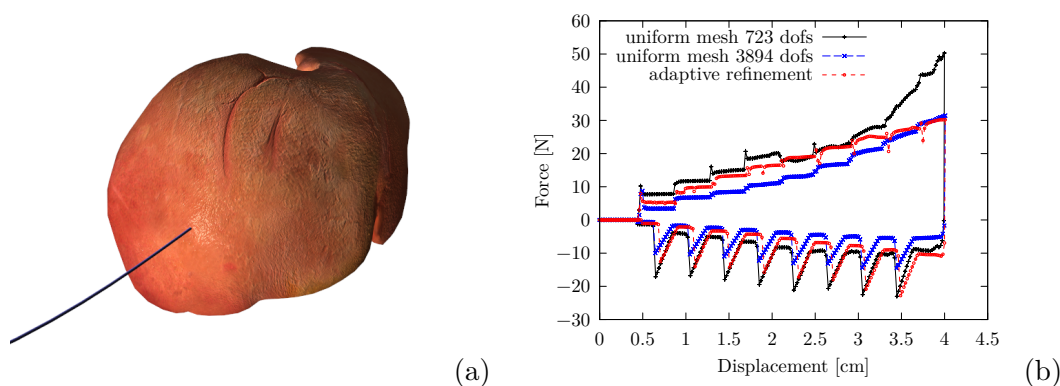 (a)
60
50
40
30
20
10
0
−10
−20
−30
Force [N]
uniform mesh 723 dofs
uniform mesh 3894 dofs
adaptive refinement
0 0.5 1 1.5 2 2.5 3 3.5 4 4.5
Displacement [cm]
(b)